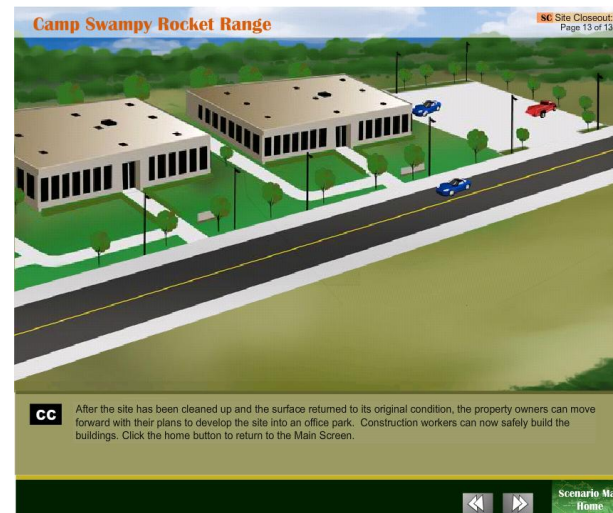 Camp Swampy Rocket Range
SC Site Closeout:
Page 13 of 13
CC
After the site has been cleaned up and the surface returned to its original condition, the property owners can move
forward with their plans to develop the site into an office park. Construction workers can now safely build the
buildings. Click the home button to return to the Main Screen.
Scenario Ma
Home